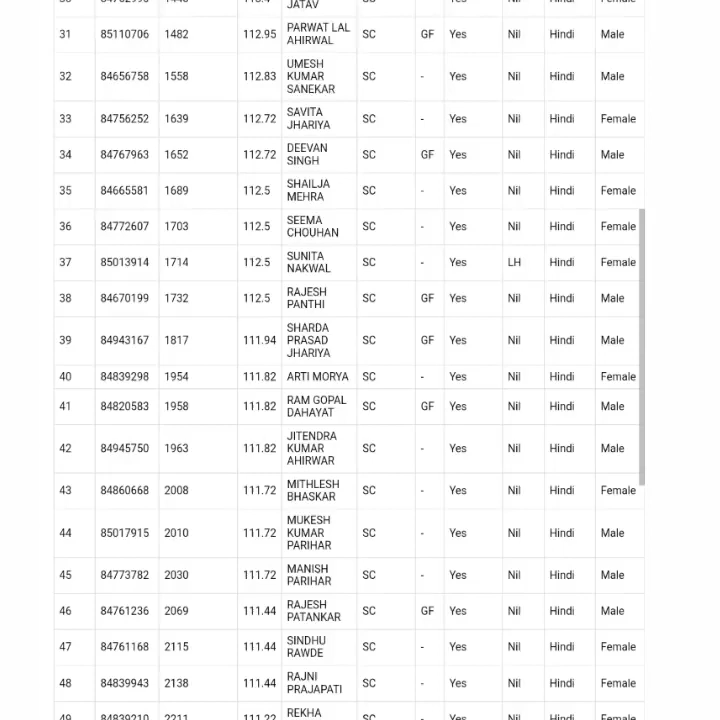 JATAV
31 85110706 1482 112.95 PARWAT LAL AHIRWAL SC GF Yes Nil Hindi Male
32 84656758 1558 112.83 UMESH KUMAR SANEKAR SC - Yes Nil Hindi Male
33 84756252 1639 112.72 SAVITA JHARIYA SC - Yes Nil Hindi Female
34 84767963 1652 112.72 DEEVAN SINGH SC GF Yes Nil Hindi Male
35 84665581 1689 112.5 SHAILJA MEHRA SC - Yes Nil Hindi Female
36 84772607 1703 112.5 SEEMA CHOUHAN SC - Yes Nil Hindi Female
37 85013914 1714 112.5 SUNITA NAKWAL SC - Yes LH Hindi Female
38 84670199 1732 112.5 RAJESH PANTHI SC GF Yes Nil Hindi Male
39 84943167 1817 111.94 SHARDA PRASAD JHARIYA SC GF Yes Nil Hindi Male
40 84839298 1954 111.82 ARTI MORYA SC - Yes Nil Hindi Female
41 84820583 1958 111.82 RAM GOPAL DAHAYAT SC GF Yes Nil Hindi Male
42 84945750 1963 111.82 JITENDRA KUMAR AHIRWAR SC - Yes Nil Hindi Male
43 84860668 2008 111.72 MITHLESH BHASKAR SC - Yes Nil Hindi Female
44 85017915 2010 111.72 MUKESH KUMAR PARIHAR SC - Yes Nil Hindi Male
45 84773782 2030 111.72 MANISH PARIHAR SC - Yes Nil Hindi Male
46 84761236 2069 111.44 RAJESH PATANKAR SC GF Yes Nil Hindi Male
47 84761168 2115 111.44 SINDHU RAWDE SC - Yes Nil Hindi Female
48 84839943 2138 111.44 RAJNI PRAJAPATI SC - Yes Nil Hindi Female
49 84839210 2211 111.22 REKHA SC - Yes Nil Hindi Female